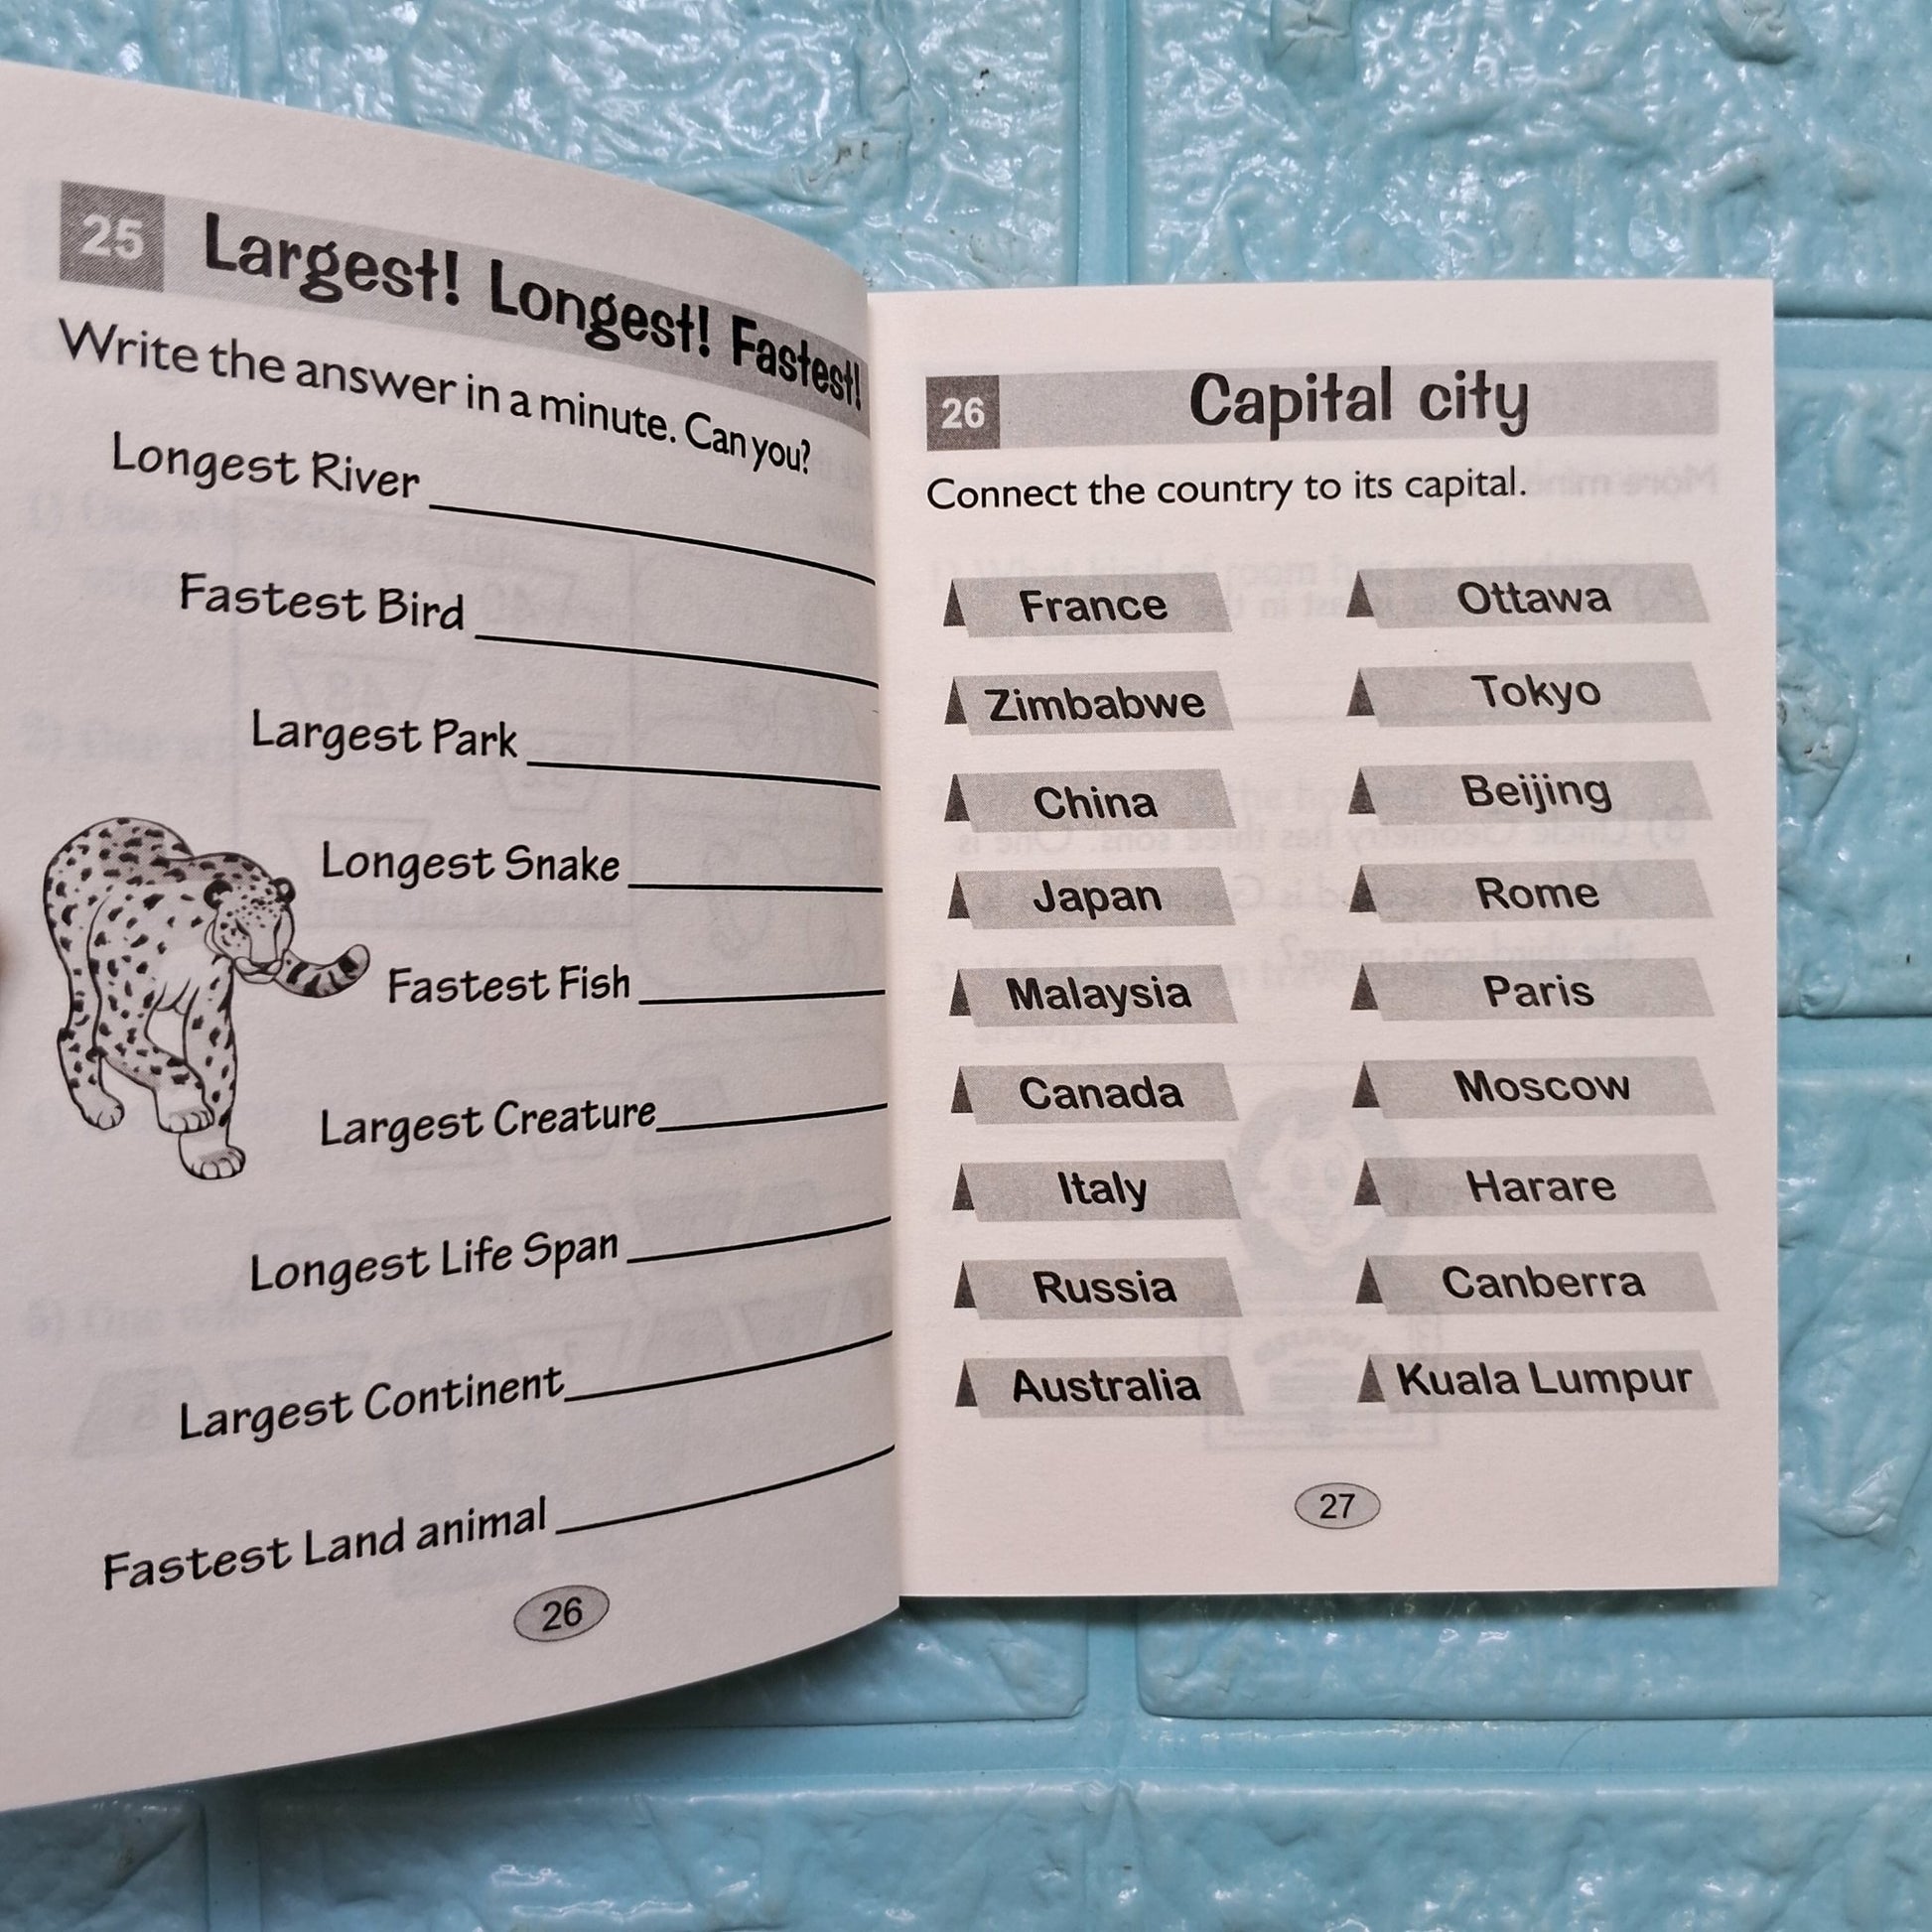 25
Largest! Longest! Fastest!
Write the answer in a minute. Can you?
Longest River
Fastest Bird
Largest Park
Longest Snake
Fastest Fish
Largest Creature
Longest Life Span
Largest Continent
Fastest Land animal
26
26
Capital city
Connect the country to its capital.
France Ottawa
Zimbabwe Tokyo
China Beijing
Japan Rome
Malaysia Paris
Canada Moscow
Italy Harare
Russia Canberra
Australia Kuala Lumpur
27